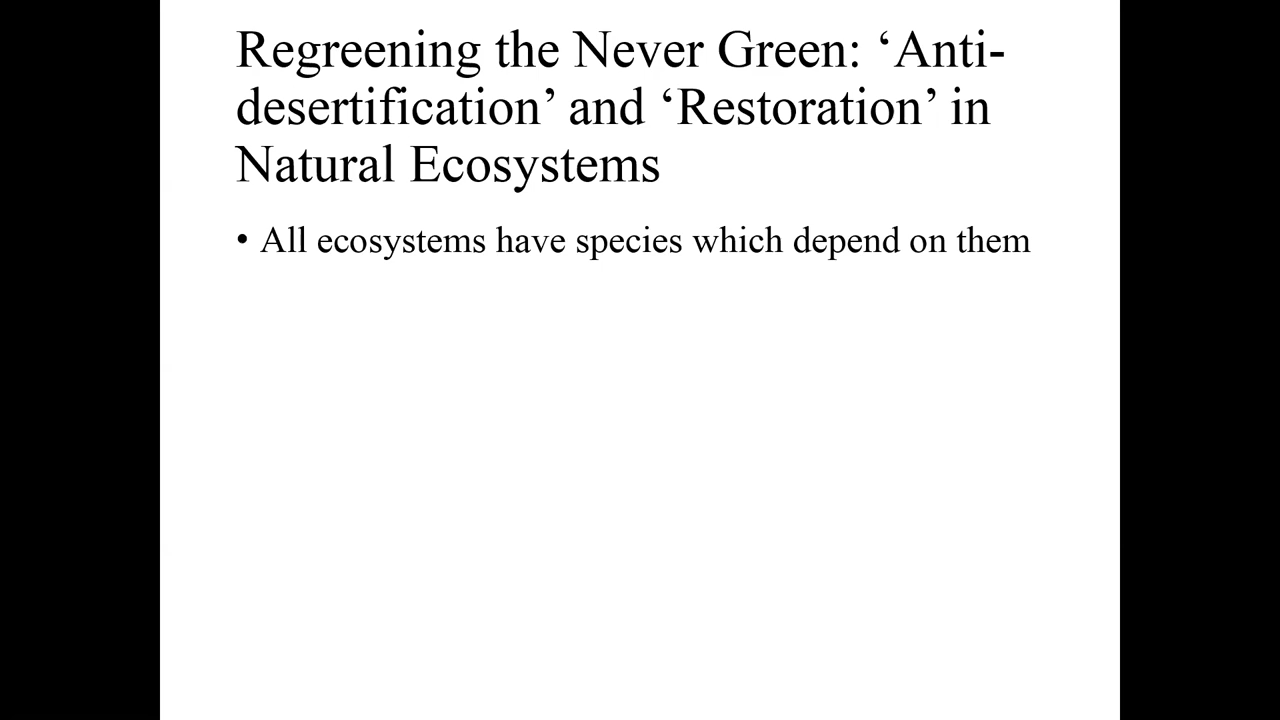 Regreening the Never Green: ‘Anti-
desertification’ and ‘Restoration’ in
Natural Ecosystems
• All ecosystems have species which depend on them